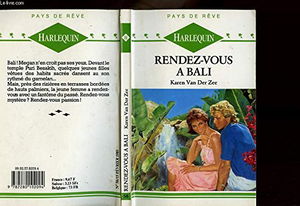 PAYS DE RÊVE
HARLEQUIN
Bali! Megan n'en croit pas ses yeux. Devant le
temple Puri Besakih, quelques jeunes filles
vêtues des habits sacrés dansent au son
rythmé du gamelan...
Mais, près des rizières en terrasses bordées
de hauts palmiers, la jeune femme a rendez-
vous avec un fantôme du passé. Rendez-vous
mystère? Rendez-vous passion!
RENDEZ-VOUS A BALI
Karen Van Der Zee
PAYS DE RÊVE
HARLEQUIN
RENDEZ-VOUS
A BALI
Karen Van Der Zee